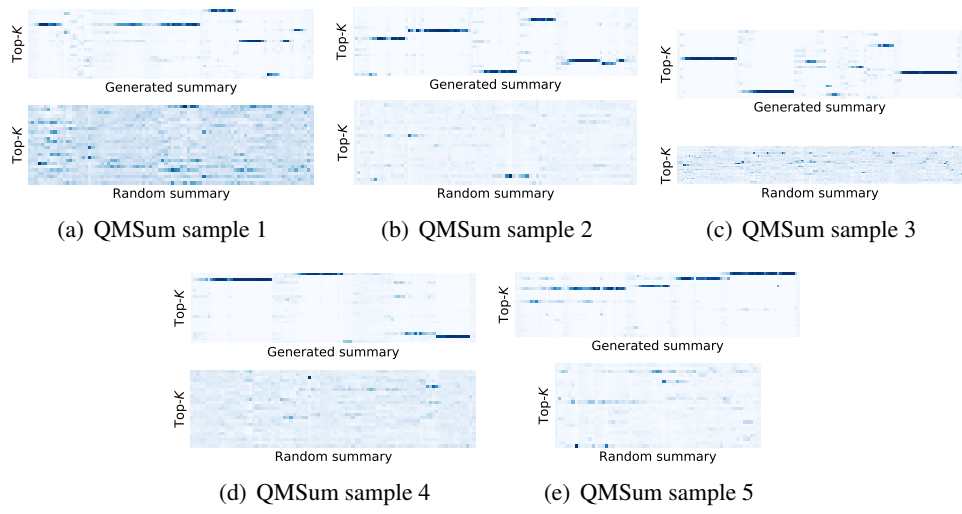 Top-K
Generated summary
Top-K
Random summary
(a) QMSum sample 1
Top-K
Generated summary
Top-K
Random summary
(b) QMSum sample 2
Top-K
Generated summary
Top-K
Random summary
(c) QMSum sample 3
Top-K
Generated summary
Top-K
Random summary
(d) QMSum sample 4
Top-K
Generated summary
Top-K
Random summary
(e) QMSum sample 5